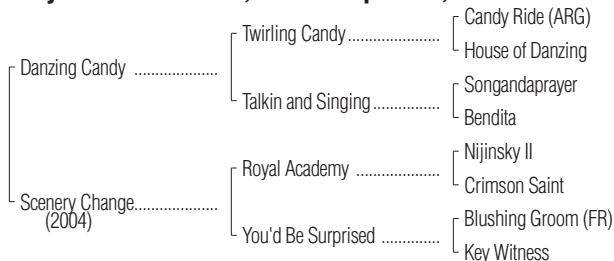 Candy Ride (ARG)
Twirling Candy
House of Danzing
Danzing Candy
Songandaprayer
Talkin and Singing
Bendita
Nijinsky II
Royal Academy
Crimson Saint
Scenery Change
(2004)
Blushing Groom (FR)
You'd Be Surprised
Key Witness